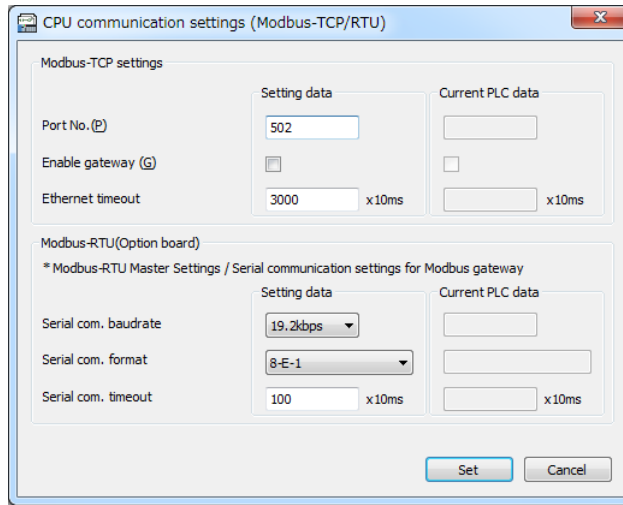 CPU communication settings (Modbus-TCP/RTU)
Modbus-TCP settings
Setting data
Current PLC data
Port No.(P)
502
Enable gateway (G)
Ethernet timeout
3000
x10ms
x10ms
Modbus-RTU(Option board)
* Modbus-RTU Master Settings / Serial communication settings for Modbus gateway
Setting data
Current PLC data
Serial com. baudrate
19.2kbps
Serial com. format
8-E-1
Serial com. timeout
100
x10ms
x10ms
Set
Cancel